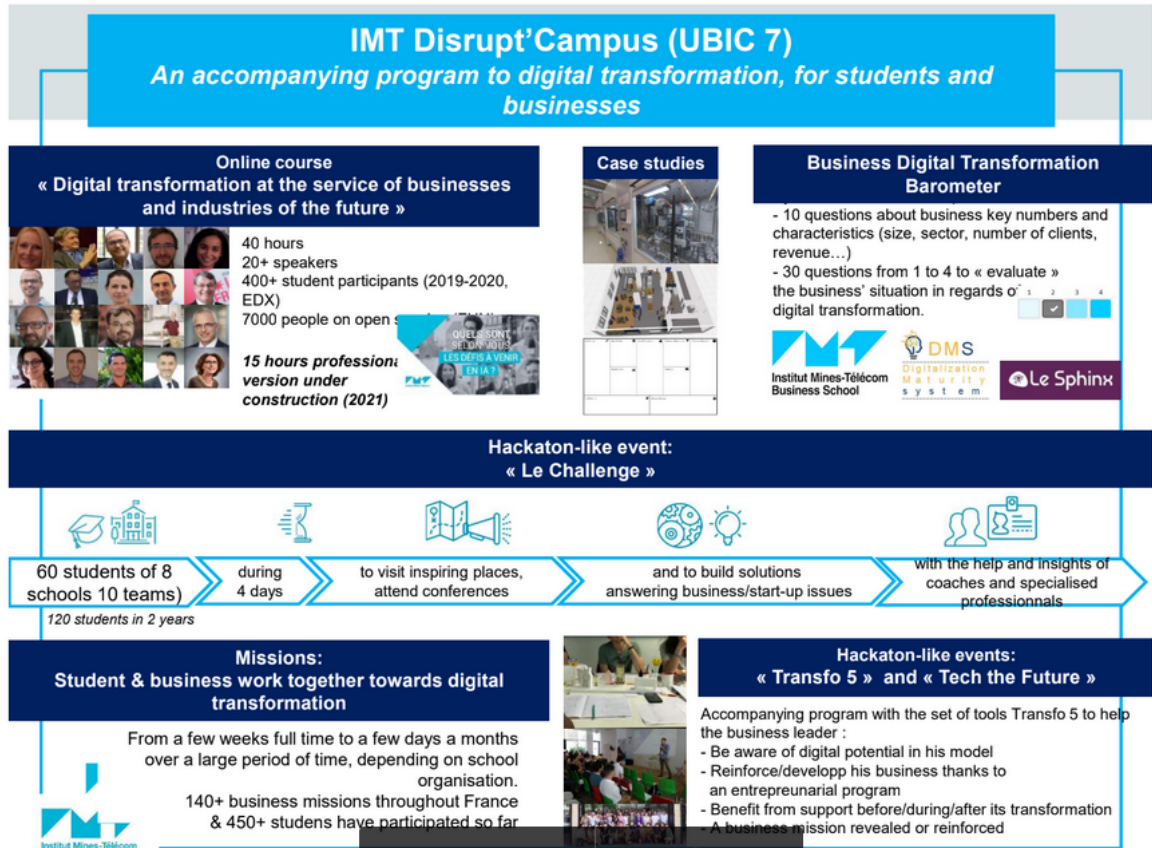 IMT Disrupt'Campus (UBIC 7)
An accompanying program to digital transformation, for students and
businesses
Online course
« Digital transformation at the service of businesses
and industries of the future »
40 hours
20+ speakers
400+ student participants (2019-2020,
EDX)
7000 people on open
15 hours professiona
version under
construction (2021)
QUELS SONT,
SELON VOUS,
LES DÉFIS À VENIR
EN IA ?
Case studies
Business Digital Transformation
Barometer
- 10 questions about business key numbers and
characteristics (size, sector, number of clients,
revenue…)
- 30 questions from 1 to 4 to « evaluate »
the business' situation in regards o
digital transformation.
1 2 3 4
Institut Mines-Télécom
Business School
DMS
Digitalization
Maturity
system
Le Sphinx
Hackaton-like event:
« Le Challenge »
60 students of 8
schools 10 teams)
during
4 days
to visit inspiring places,
attend conferences
and to build solutions
answering business/start-up issues
with the help and insights of
coaches and specialised
professionnals
120 students in 2 years
Missions:
Student & business work together towards digital
transformation
From a few weeks full time to a few days a months
over a large period of time, depending on school
organisation.
140+ business missions throughout France
& 450+ studens have participated so far
Institut Mines-Télécom
Hackaton-like events:
« Transfo 5 » and « Tech the Future »
Accompanying program with the set of tools Transfo 5 to help
the business leader :
- Be aware of digital potential in his model
- Reinforce/developp his business thanks to
an entrepreunarial program
- Benefit from support before/during/after its transformation
- A business mission revealed or reinforced